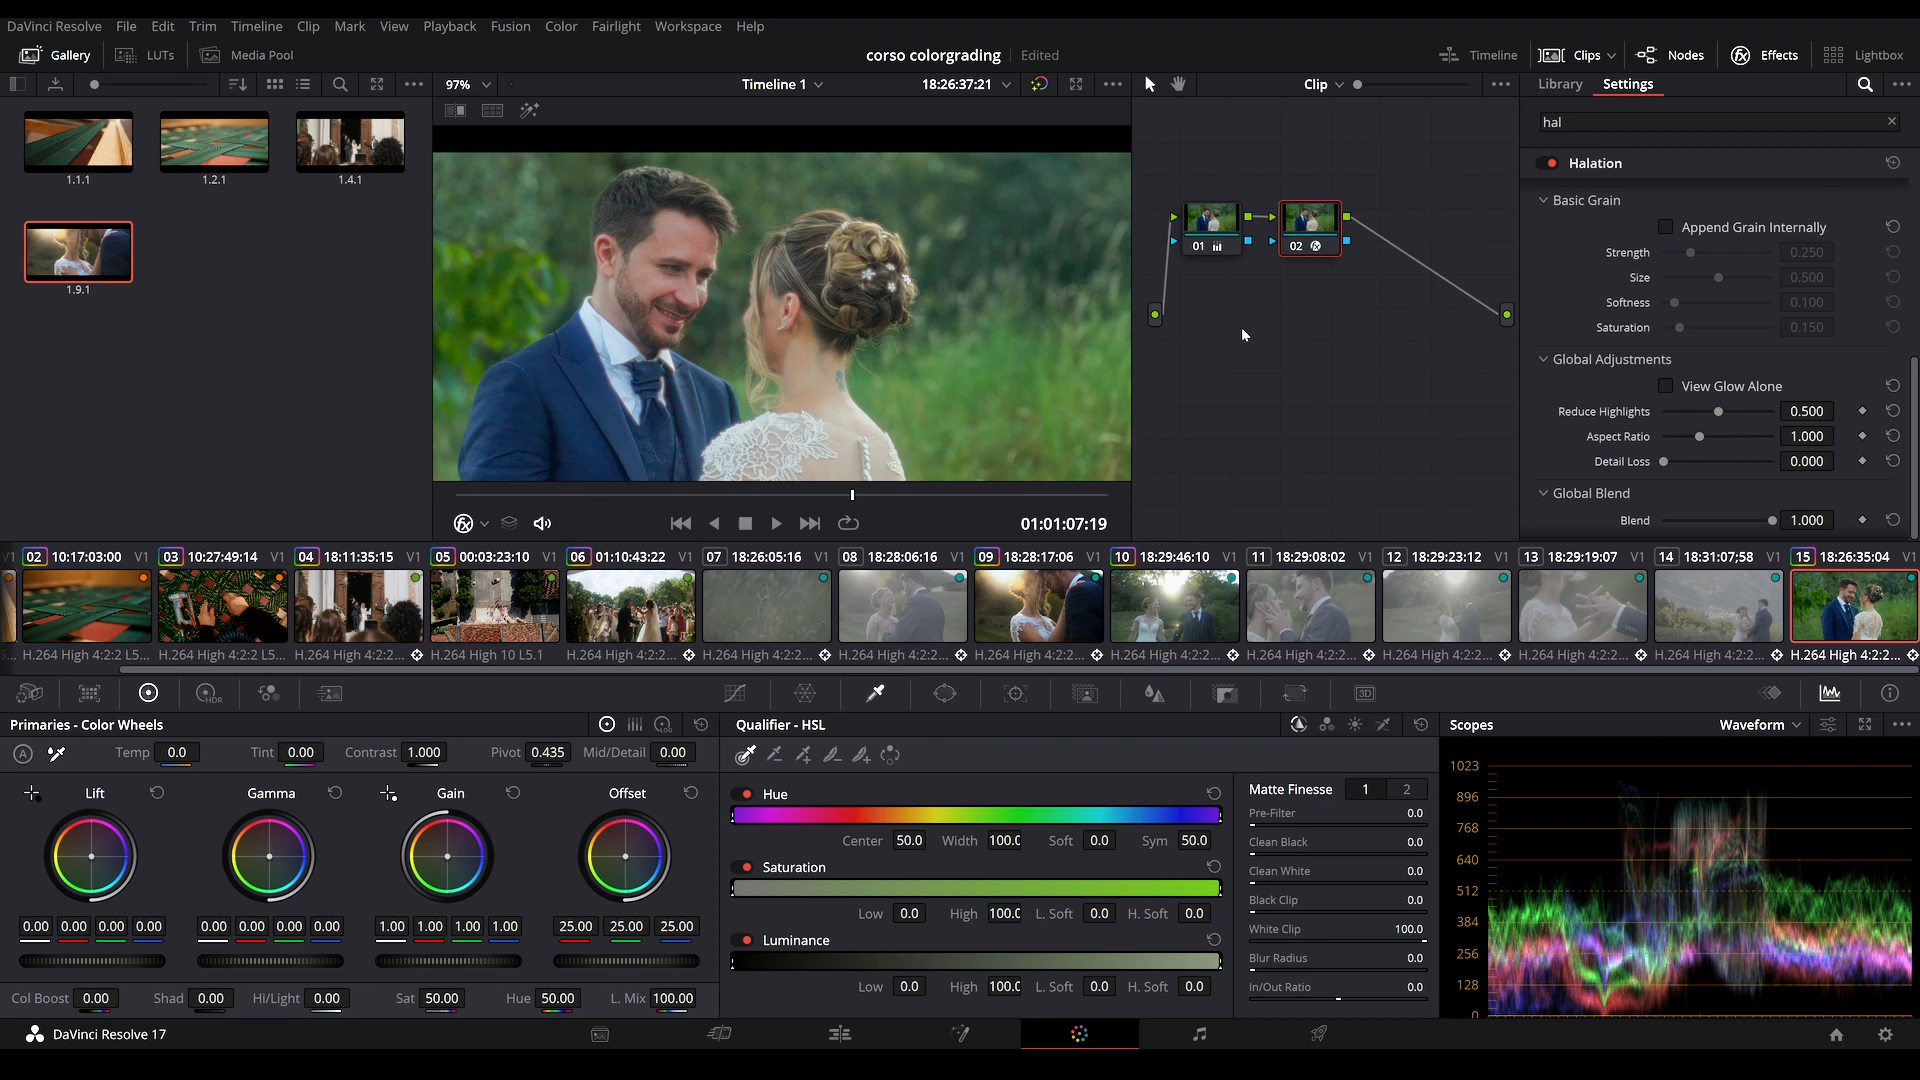 DaVinci Resolve File Edit Trim Timeline Clip Mark View Playback Fusion Color Fairlight Workspace Help
Gallery LUTs Media Pool corso colorgrading Edited Timeline Clips Nodes Effects Lightbox
97% Timeline 1 18:26:37:21 Clip Library Settings
hal
Halation
1.1.1 1.2.1 1.4.1
1.9.1
01 02
Basic Grain
Append Grain Internally
Strength 0.250
Size 0.500
Softness 0.100
Saturation 0.150
Global Adjustments
View Glow Alone
Reduce Highlights 0.500
Aspect Ratio 1.000
Detail Loss 0.000
Global Blend
Blend 1.000
01:01:07:19
V1 02 10:17:03:00 V1 03 10:27:49:14 V1 04 18:11:35:15 V1 05 00:03:23:10 V1 06 01:10:43:22 V1 07 18:26:05:16 V1 08 18:28:06:16 V1 09 18:28:17:06 V1 10 18:29:46:10 V1 11 18:29:08:02 V1 12 18:29:23:12 V1 13 18:29:19:07 V1 14 18:31:07;58 V1 15 18:26:35:04 V1
5... H.264 High 4:2:2 L5... H.264 High 4:2:2 L5... H.264 High 4:2:2... H.264 High 10 L5.1 H.264 High 4:2:2... H.264 High 4:2:2... H.264 High 4:2:2... H.264 High 4:2:2... H.264 High 4:2:2... H.264 High 4:2:2... H.264 High 4:2:2... H.264 High 4:2:2... H.264 High 4:2:2... H.264 High 4:2:2...
HDR 3D
Primaries - Color Wheels LOG
A Temp 0.0 Tint 0.00 Contrast 1.000 Pivot 0.435 Mid/Detail 0.00
Lift Gamma Gain Offset
0.00 0.00 0.00 0.00 0.00 0.00 0.00 0.00 1.00 1.00 1.00 1.00 25.00 25.00 25.00
Col Boost 0.00 Shad 0.00 Hi/Light 0.00 Sat 50.00 Hue 50.00 L. Mix 100.00
Qualifier - HSL
Hue
Center 50.0 Width 100.0 Soft 0.0 Sym 50.0
Saturation
Low 0.0 High 100.0 L. Soft 0.0 H. Soft 0.0
Luminance
Low 0.0 High 100.0 L. Soft 0.0 H. Soft 0.0
Matte Finesse 1 2
Pre-Filter 0.0
Clean Black 0.0
Clean White 0.0
Black Clip 0.0
White Clip 100.0
Blur Radius 0.0
In/Out Ratio 0.0
Scopes Waveform
1023
896
768
640
512
384
256
128
0
DaVinci Resolve 17